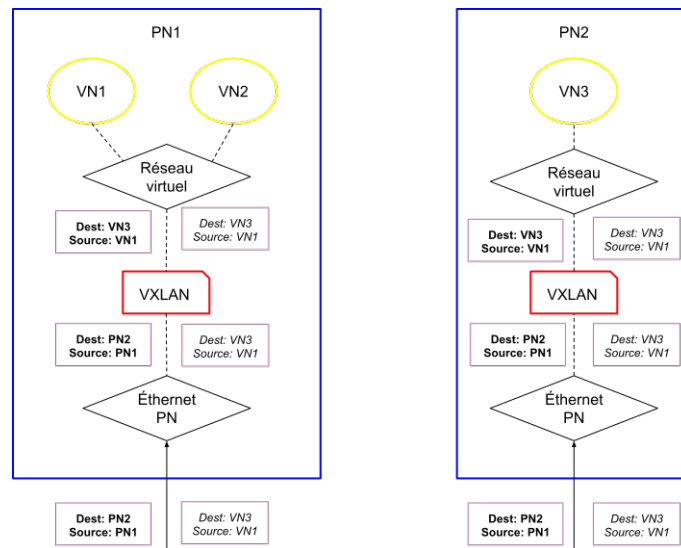 PN1
VN1
VN2
Réseau
virtuel
Dest: VN3
Source: VN1
Dest: VN3
Source: VN1
VXLAN
Dest: PN2
Source: PN1
Dest: VN3
Source: VN1
Éthernet
PN
Dest: PN2
Source: PN1
Dest: VN3
Source: VN1
PN2
VN3
Réseau
virtuel
Dest: VN3
Source: VN1
Dest: VN3
Source: VN1
VXLAN
Dest: PN2
Source: PN1
Dest: VN3
Source: VN1
Éthernet
PN
Dest: PN2
Source: PN1
Dest: VN3
Source: VN1